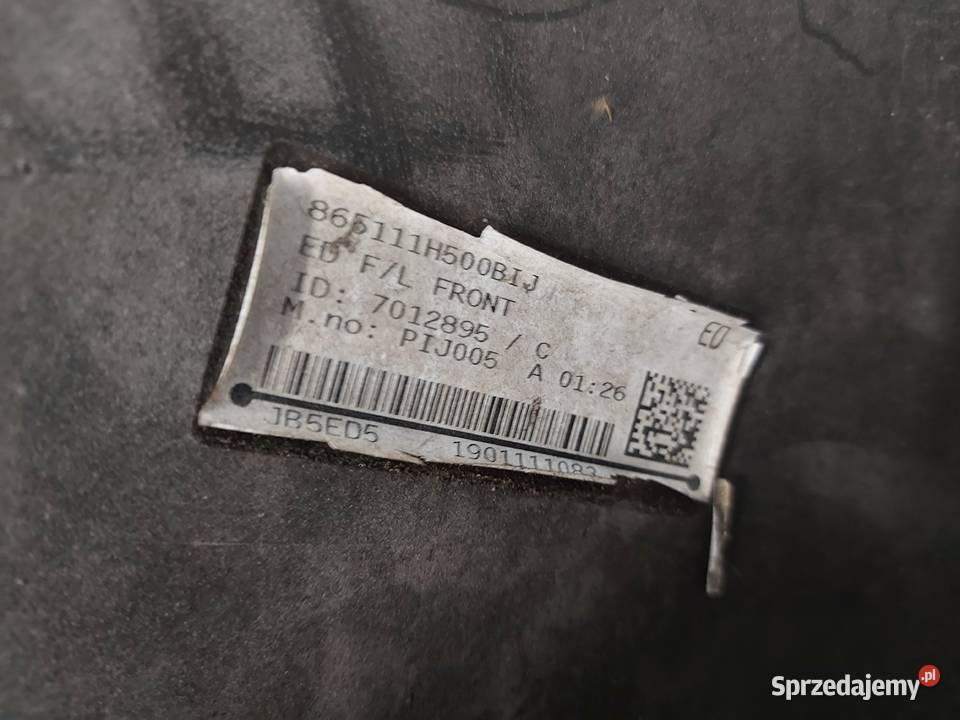 865111H500BIJ
ED F/L FRONT
ID: 7012895 / C
M.no: PIJ005 A 01:26
ED
JB5ED5 / 1901111083
Sprzedajemy.pl